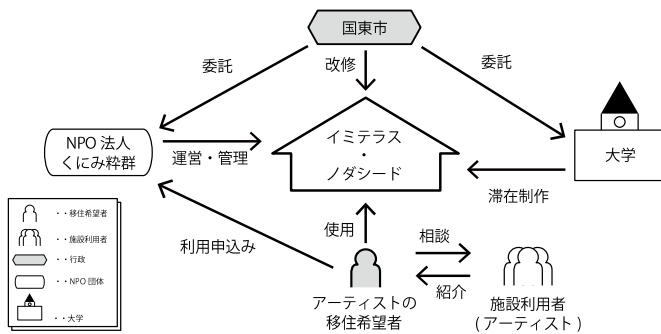 国東市
委託
改修
委託
NPO 法人
くにみ粋群
運営・管理
イミテラス
・
ノダシード
大学
滞在制作
使用
利用申込み
相談
紹介
アーティストの
移住希望者
施設利用者
(アーティスト)
・・移住希望者
・・施設利用者
・・行政
・・NPO 団体
・・大学